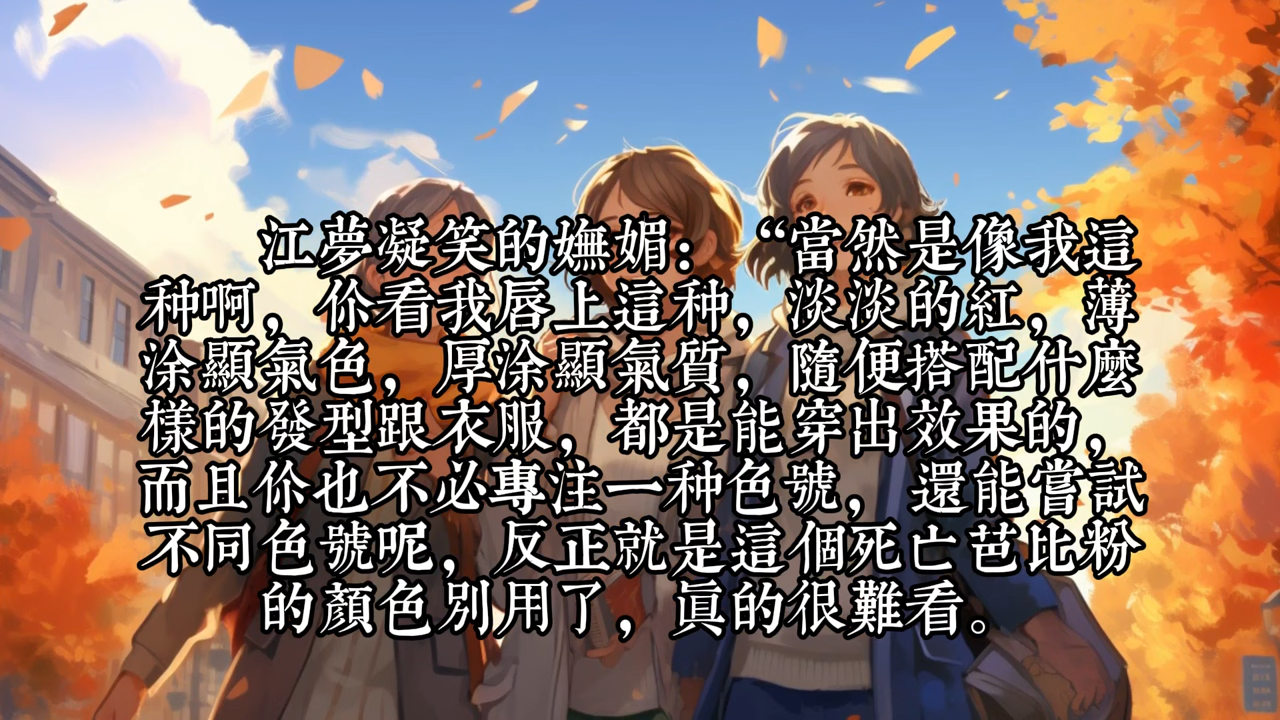 江夢凝笑的嫵媚：“當然是像我這
种啊，你看我唇上這种，淡淡的紅，薄
涂顯氣色，厚涂顯氣質，隨便搭配什麼
樣的發型跟衣服，都是能穿出效果的，
而且你也不必專注一种色號，還能嘗試
不同色號呢，反正就是這個死亡芭比粉
的顏色別用了，眞的很難看。